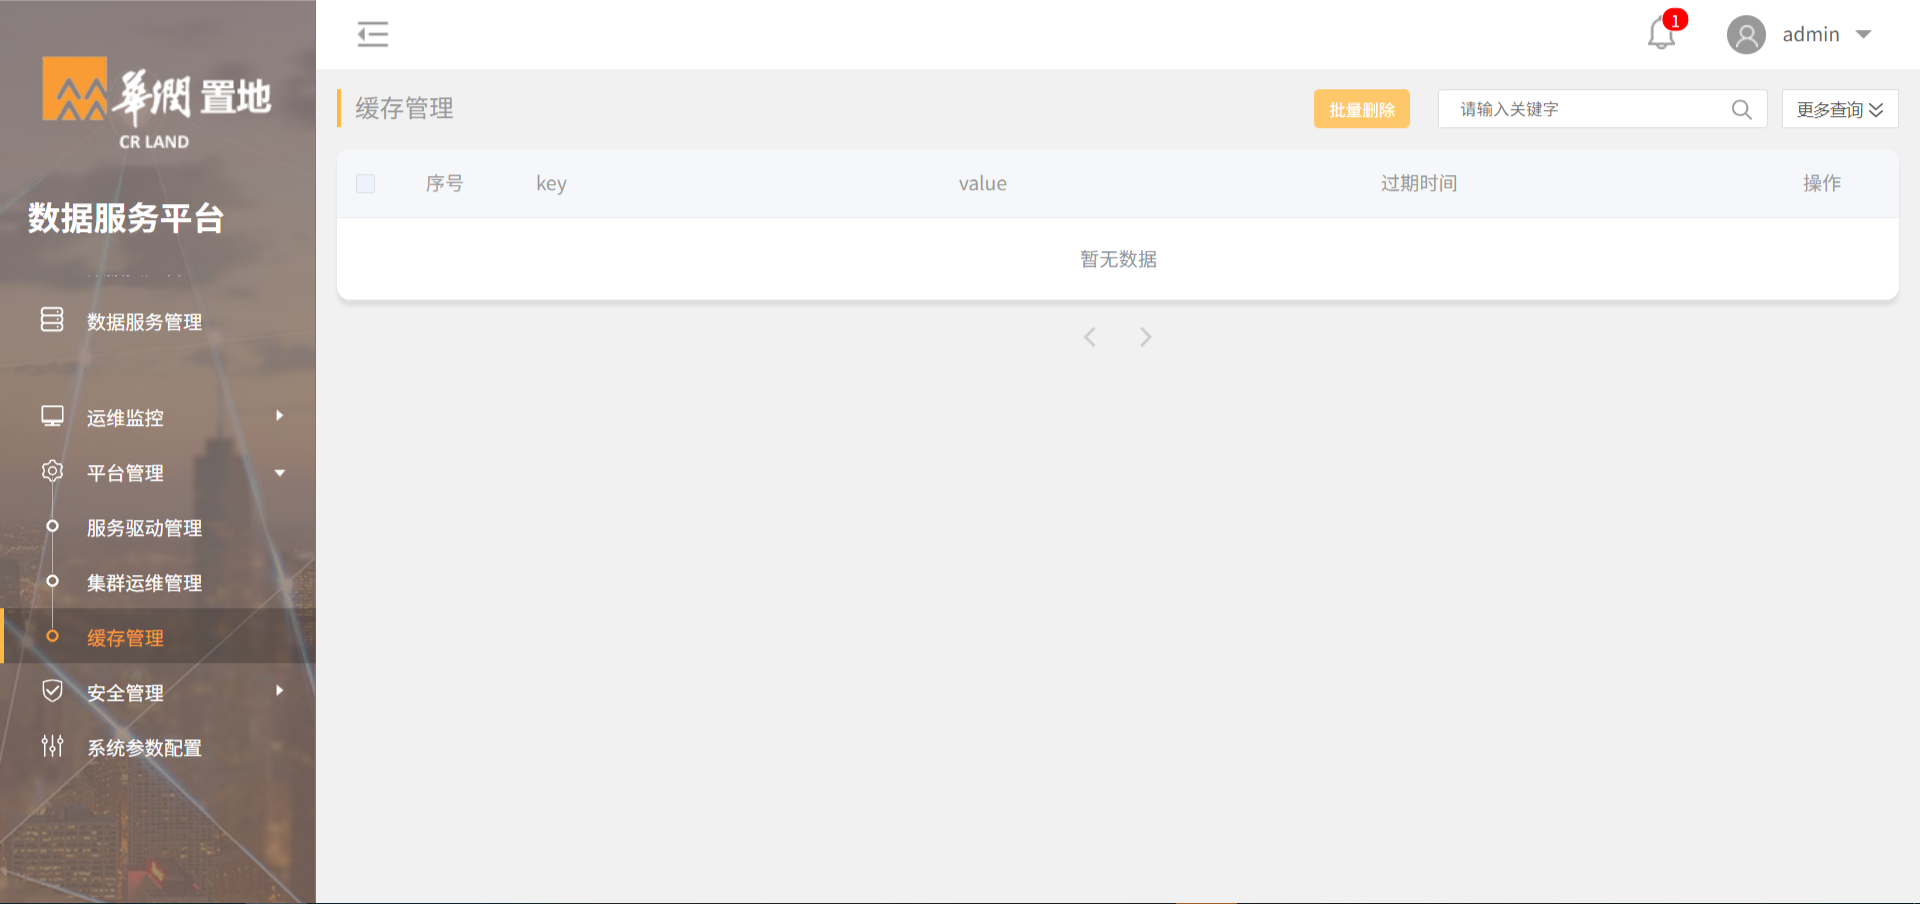 華潤置地
CR LAND
数据服务平台
数据服务管理
运维监控
平台管理
服务驱动管理
集群运维管理
缓存管理
安全管理
系统参数配置
1
admin
缓存管理
批量删除
请输入关键字
更多查询
序号 key value 过期时间 操作
暂无数据